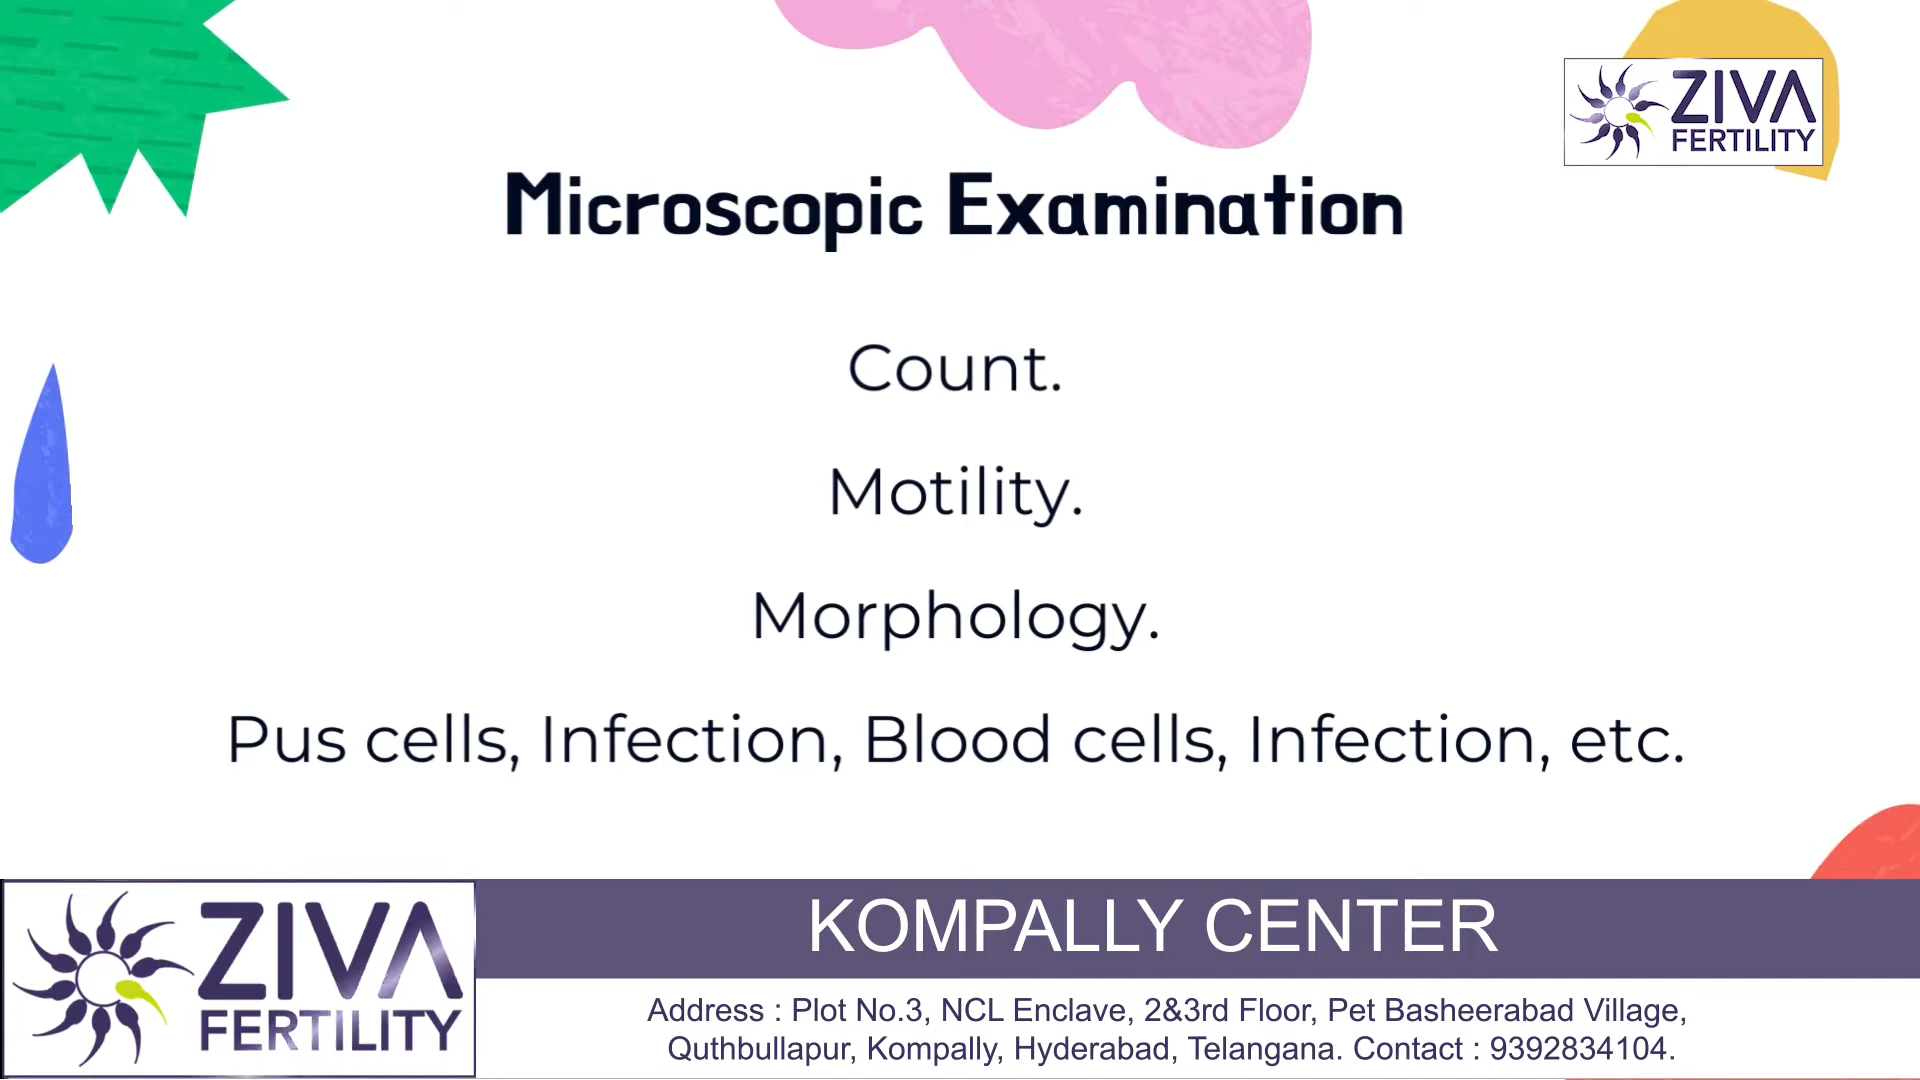 ZIVA
FERTILITY
Microscopic Examination
Count.
Motility.
Morphology.
Pus cells, Infection, Blood cells, Infection, etc.
ZIVA
FERTILITY
KOMPALLY CENTER
Address : Plot No.3, NCL Enclave, 2&3rd Floor, Pet Basheerabad Village,
Quthbullapur, Kompally, Hyderabad, Telangana. Contact : 9392834104.